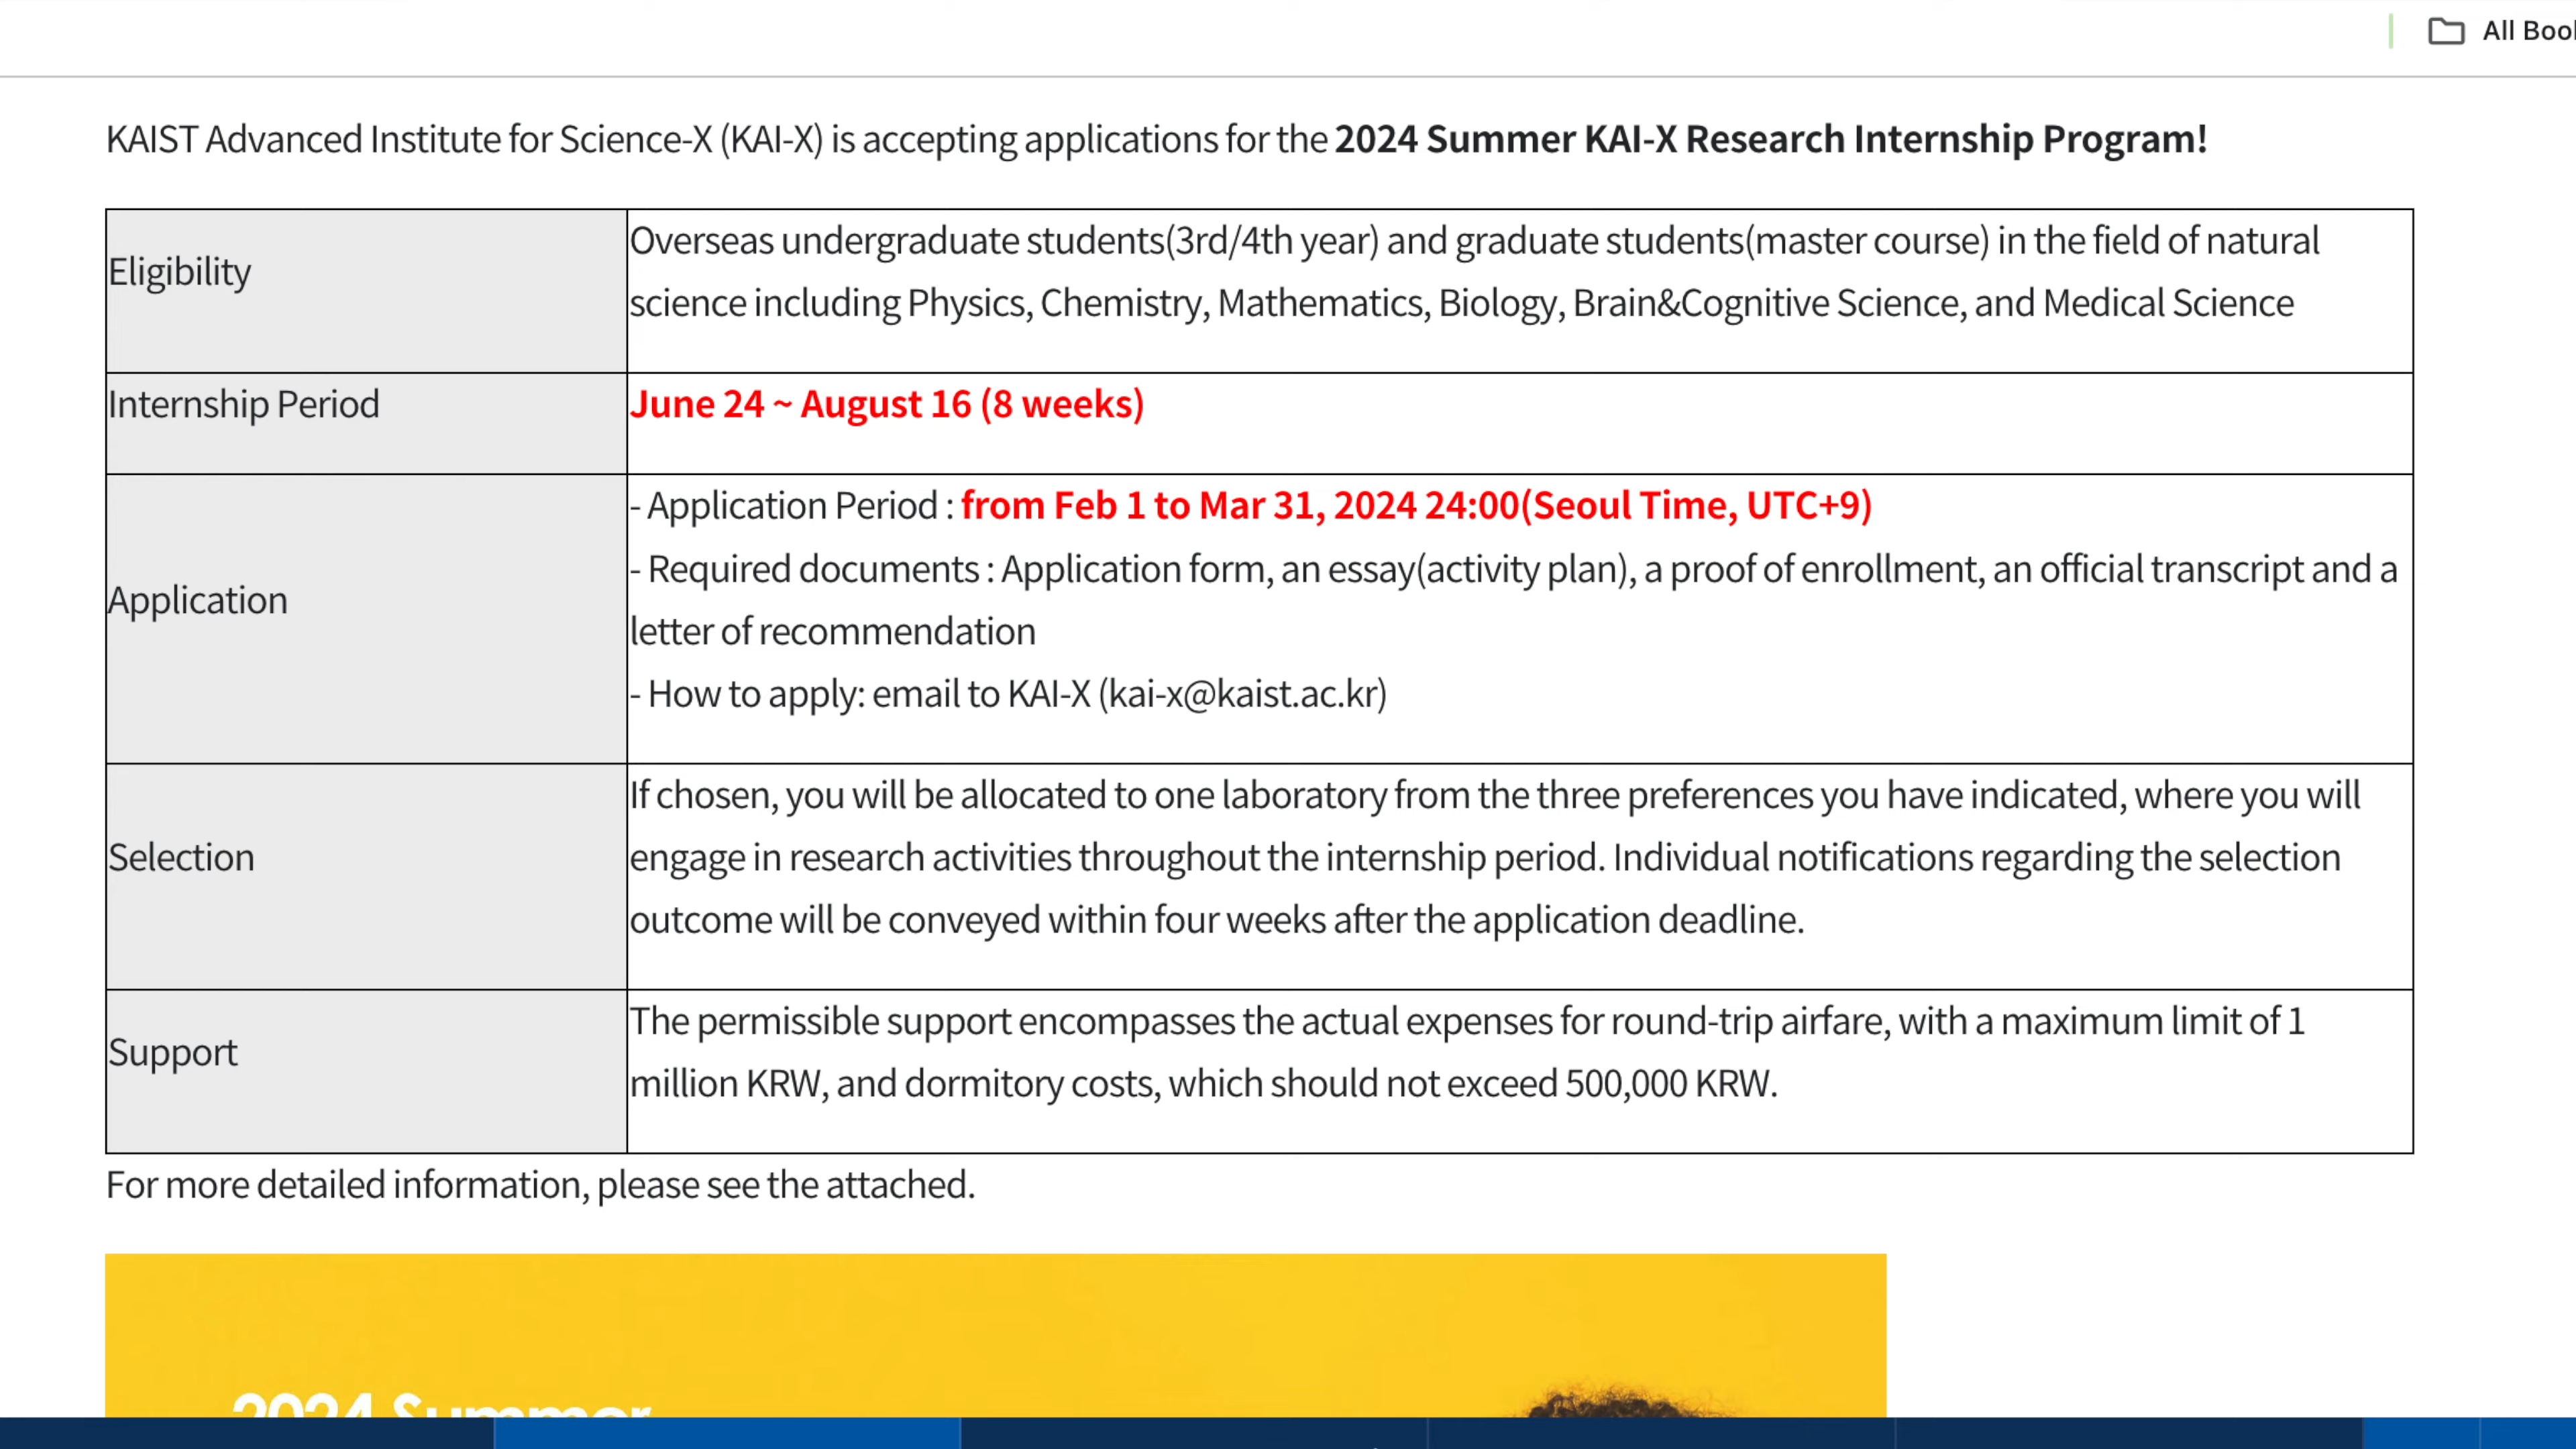 All
KAIST Advanced Institute for Science-X (KAI-X) is accepting applications for the 2024 Summer KAI-X Research Internship Program!
Eligibility
Overseas undergraduate students(3rd/4th year) and graduate students(master course) in the field of natural
science including Physics, Chemistry, Mathematics, Biology, Brain&Cognitive Science, and Medical Science
Internship Period
June 24 ~ August 16 (8 weeks)
Application
- Application Period : from Feb 1 to Mar 31, 2024 24:00(Seoul Time, UTC+9)
- Required documents : Application form, an essay(activity plan), a proof of enrollment, an official transcript and a
letter of recommendation
- How to apply: email to KAI-X (kai-x@kaist.ac.kr)
Selection
If chosen, you will be allocated to one laboratory from the three preferences you have indicated, where you will
engage in research activities throughout the internship period. Individual notifications regarding the selection
outcome will be conveyed within four weeks after the application deadline.
Support
The permissible support encompasses the actual expenses for round-trip airfare, with a maximum limit of 1
million KRW, and dormitory costs, which should not exceed 500,000 KRW.
For more detailed information, please see the attached.
2024 Summer